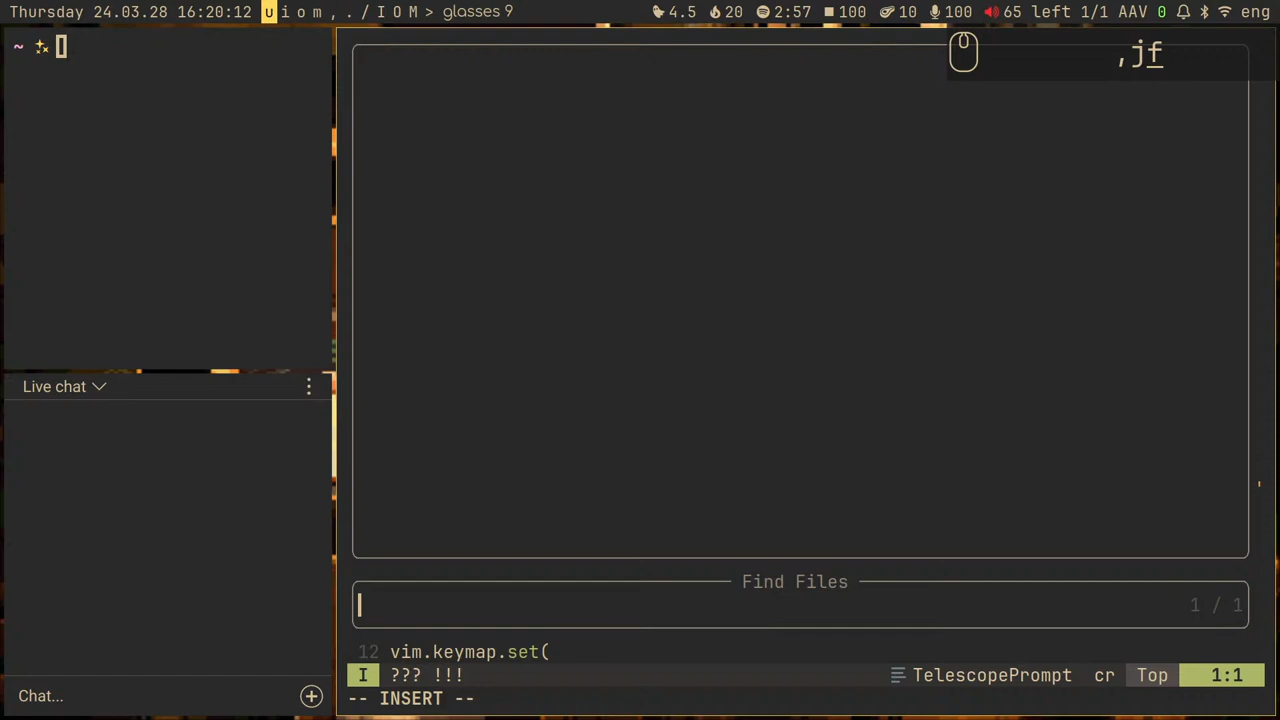 Thursday 24.03.28 16:20:12 u i o m , . / I O M > glasses 9 4.5 20 2:57 100 10 100 65 left 1/1 AAV 0 eng
,jf
~
Live chat
Chat...
Find Files
1 / 1
12 vim.keymap.set(
I ??? !!! TelescopePrompt cr Top 1:1
-- INSERT --